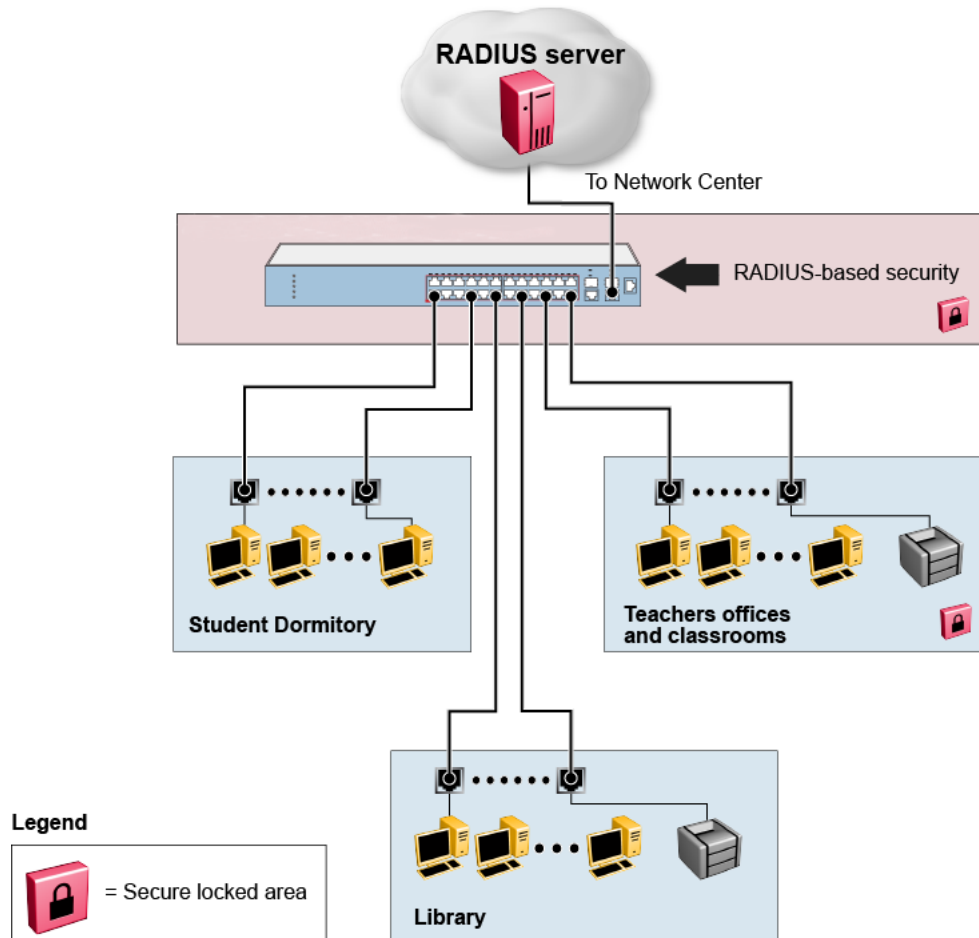 RADIUS server
To Network Center
RADIUS-based security
Student Dormitory
Teachers offices
and classrooms
Library
Legend
= Secure locked area